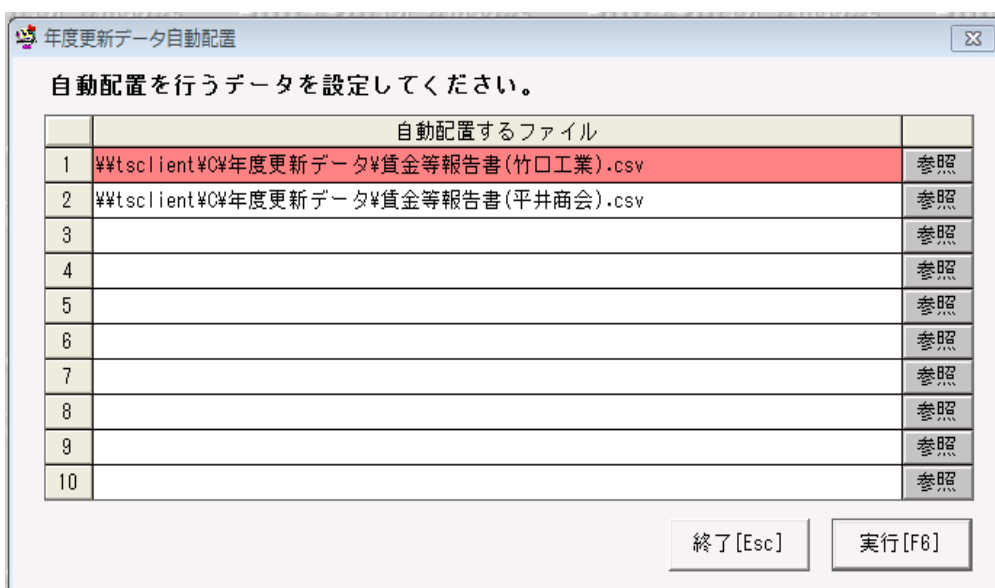 年度更新データ自動配置
自動配置を行うデータを設定してください。
自動配置するファイル
1 ¥¥tsclient¥C¥年度更新データ¥賃金等報告書(竹口工業).csv 参照
2 ¥¥tsclient¥C¥年度更新データ¥賃金等報告書(平井商会).csv 参照
3 参照
4 参照
5 参照
6 参照
7 参照
8 参照
9 参照
10 参照
終了[Esc] 実行[F6]